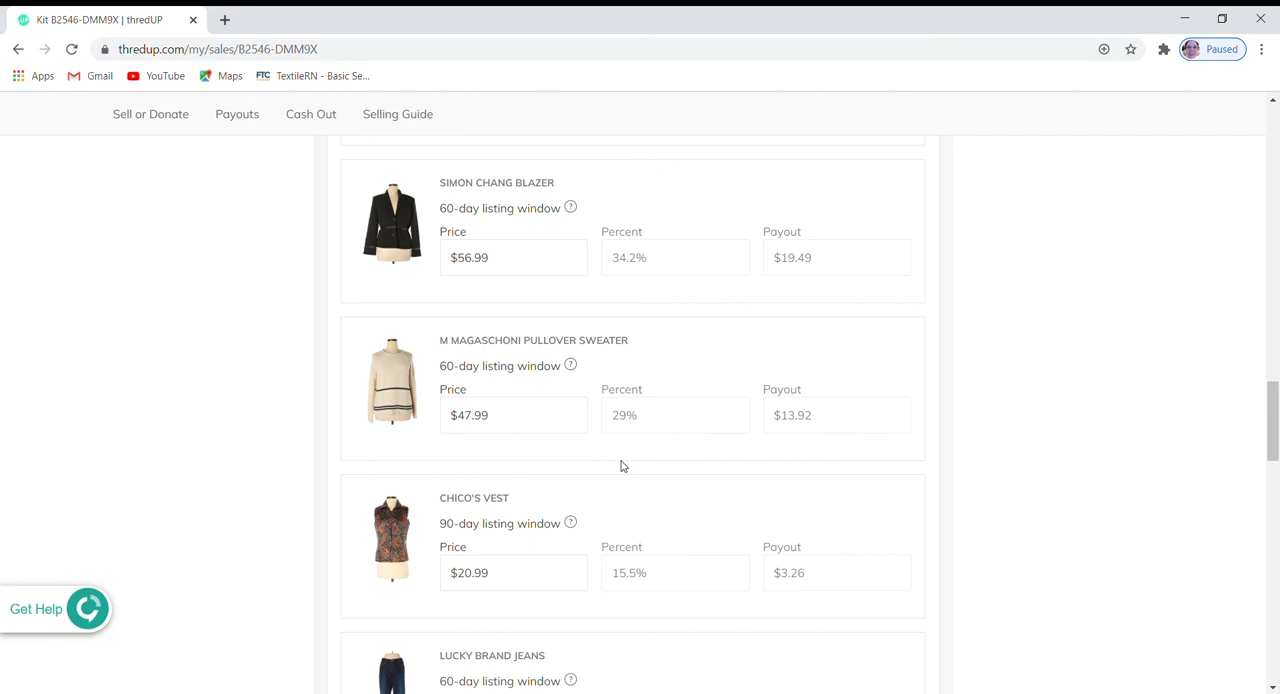 Kit B2546-DMM9X | thredUP
thredup.com/my/sales/B2546-DMM9X
Paused
Apps Gmail YouTube Maps FTC TextileRN - Basic Se...
Sell or Donate Payouts Cash Out Selling Guide
SIMON CHANG BLAZER
60-day listing window ?
Price Percent Payout
$56.99 34.2% $19.49
M MAGASCHONI PULLOVER SWEATER
60-day listing window ?
Price Percent Payout
$47.99 29% $13.92
CHICO'S VEST
90-day listing window ?
Price Percent Payout
$20.99 15.5% $3.26
Get Help
LUCKY BRAND JEANS
60-day listing window ?